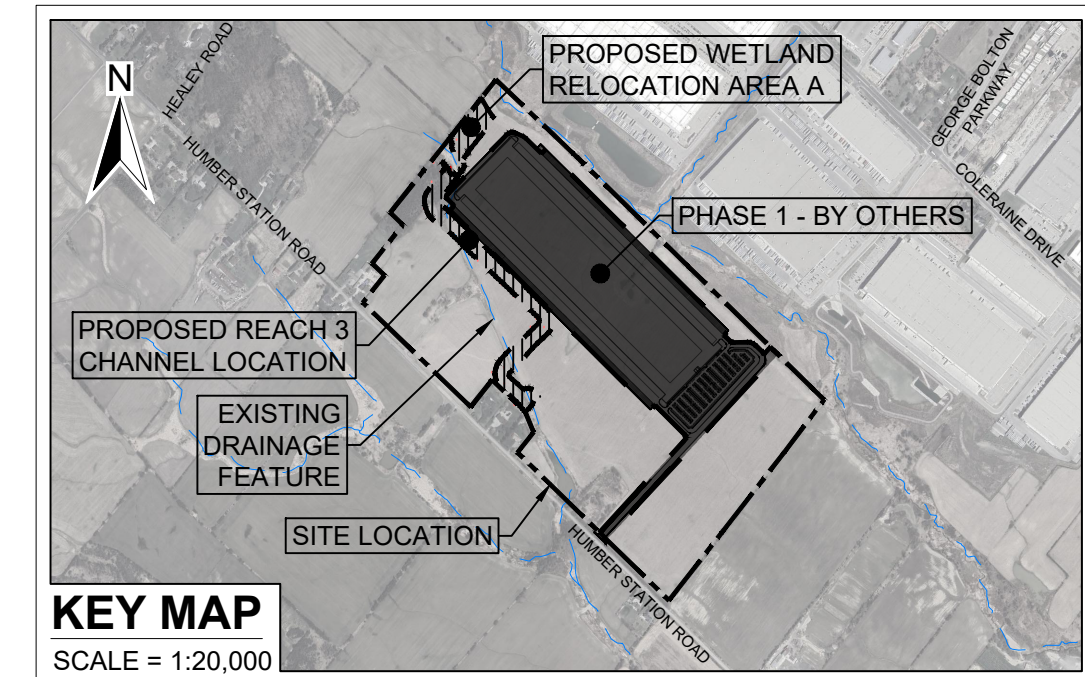 N
HEALEY ROAD
HUMBER STATION ROAD
PROPOSED WETLAND
RELOCATION AREA A
GEORGE BOLTON
PARKWAY
COLERAINE DRIVE
PHASE 1 - BY OTHERS
PROPOSED REACH 3
CHANNEL LOCATION
EXISTING
DRAINAGE
FEATURE
SITE LOCATION
HUMBER STATION ROAD
KEY MAP
SCALE = 1:20,000